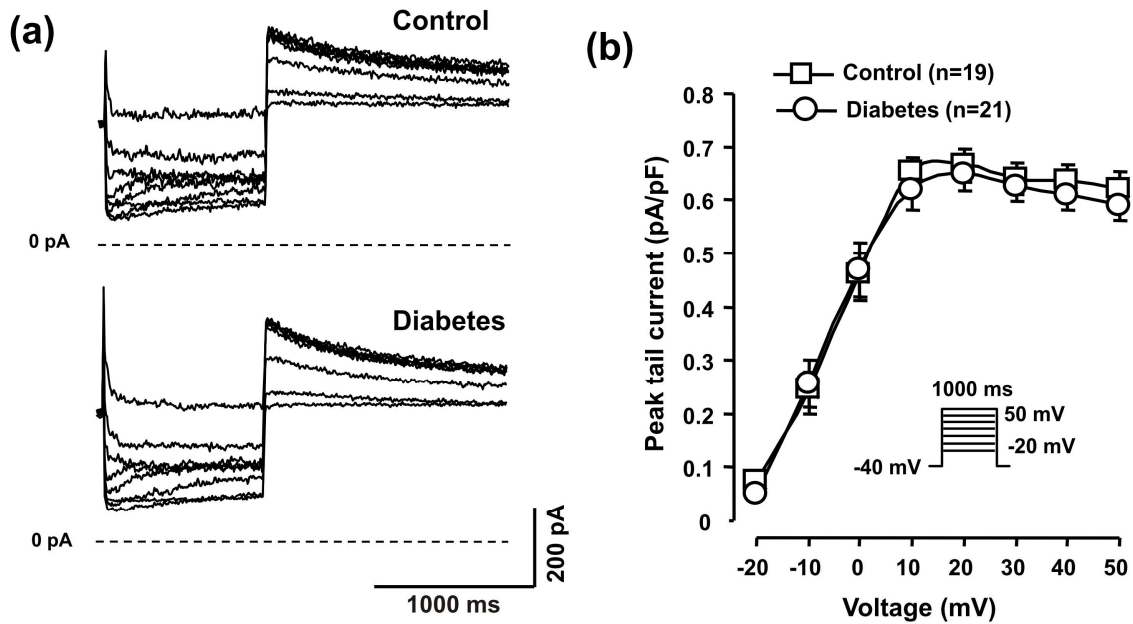 (a)
Control
0 pA
Diabetes
0 pA
200 pA
1000 ms
(b)
Control (n=19)
Diabetes (n=21)
Peak tail current (pA/pF)
0.8
0.7
0.6
0.5
0.4
0.3
0.2
0.1
0
1000 ms
50 mV
-20 mV
-40 mV
-20 -10 0 10 20 30 40 50
Voltage (mV)